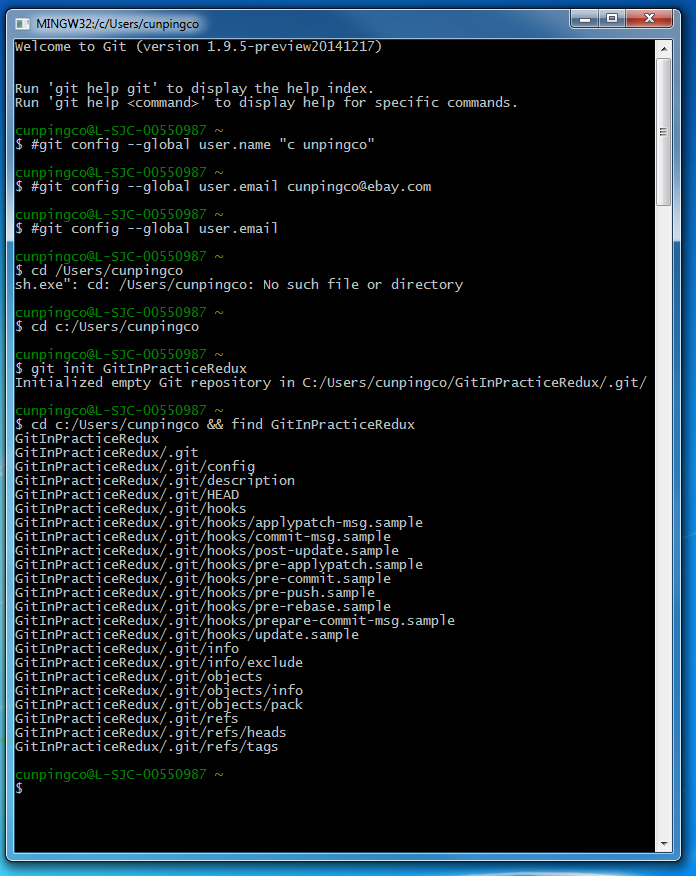 MINGW32:/c/Users/cunpingco
Welcome to Git (version 1.9.5-preview20141217)
Run 'git help git' to display the help index.
Run 'git help <command>' to display help for specific commands.
cunpingco@L-SJC-00550987 ~
$ #git config --global user.name "c unpingco"
cunpingco@L-SJC-00550987 ~
$ #git config --global user.email cunpingco@ebay.com
cunpingco@L-SJC-00550987 ~
$ #git config --global user.email
cunpingco@L-SJC-00550987 ~
$ cd /Users/cunpingco
sh.exe": cd: /Users/cunpingco: No such file or directory
cunpingco@L-SJC-00550987 ~
$ cd c:/Users/cunpingco
cunpingco@L-SJC-00550987 ~
$ git init GitInPracticeRedux
Initialized empty Git repository in C:/Users/cunpingco/GitInPracticeRedux/.git/
cunpingco@L-SJC-00550987 ~
$ cd c:/Users/cunpingco && find GitInPracticeRedux
GitInPracticeRedux
GitInPracticeRedux/.git
GitInPracticeRedux/.git/config
GitInPracticeRedux/.git/description
GitInPracticeRedux/.git/HEAD
GitInPracticeRedux/.git/hooks
GitInPracticeRedux/.git/hooks/applypatch-msg.sample
GitInPracticeRedux/.git/hooks/commit-msg.sample
GitInPracticeRedux/.git/hooks/post-update.sample
GitInPracticeRedux/.git/hooks/pre-applypatch.sample
GitInPracticeRedux/.git/hooks/pre-commit.sample
GitInPracticeRedux/.git/hooks/pre-push.sample
GitInPracticeRedux/.git/hooks/pre-rebase.sample
GitInPracticeRedux/.git/hooks/prepare-commit-msg.sample
GitInPracticeRedux/.git/hooks/update.sample
GitInPracticeRedux/.git/info
GitInPracticeRedux/.git/info/exclude
GitInPracticeRedux/.git/objects
GitInPracticeRedux/.git/objects/info
GitInPracticeRedux/.git/objects/pack
GitInPracticeRedux/.git/refs
GitInPracticeRedux/.git/refs/heads
GitInPracticeRedux/.git/refs/tags
cunpingco@L-SJC-00550987 ~
$